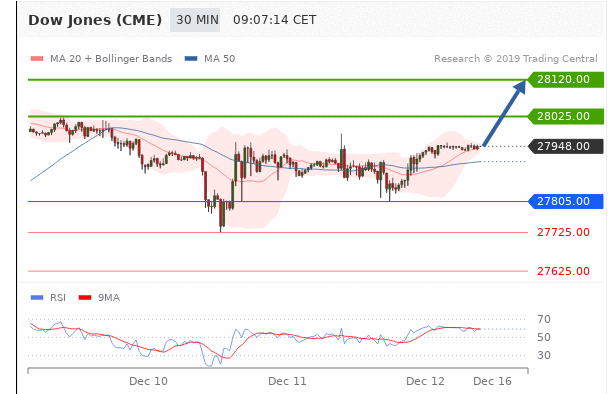 Dow Jones (CME) 30 MIN 09:07:14 CET
MA 20 + Bollinger Bands MA 50 Research © 2019 Trading Central
28120.00
28025.00
27948.00
27805.00
27725.00
27625.00
RSI 9MA
70
50
30
Dec 10 Dec 11 Dec 12 Dec 16